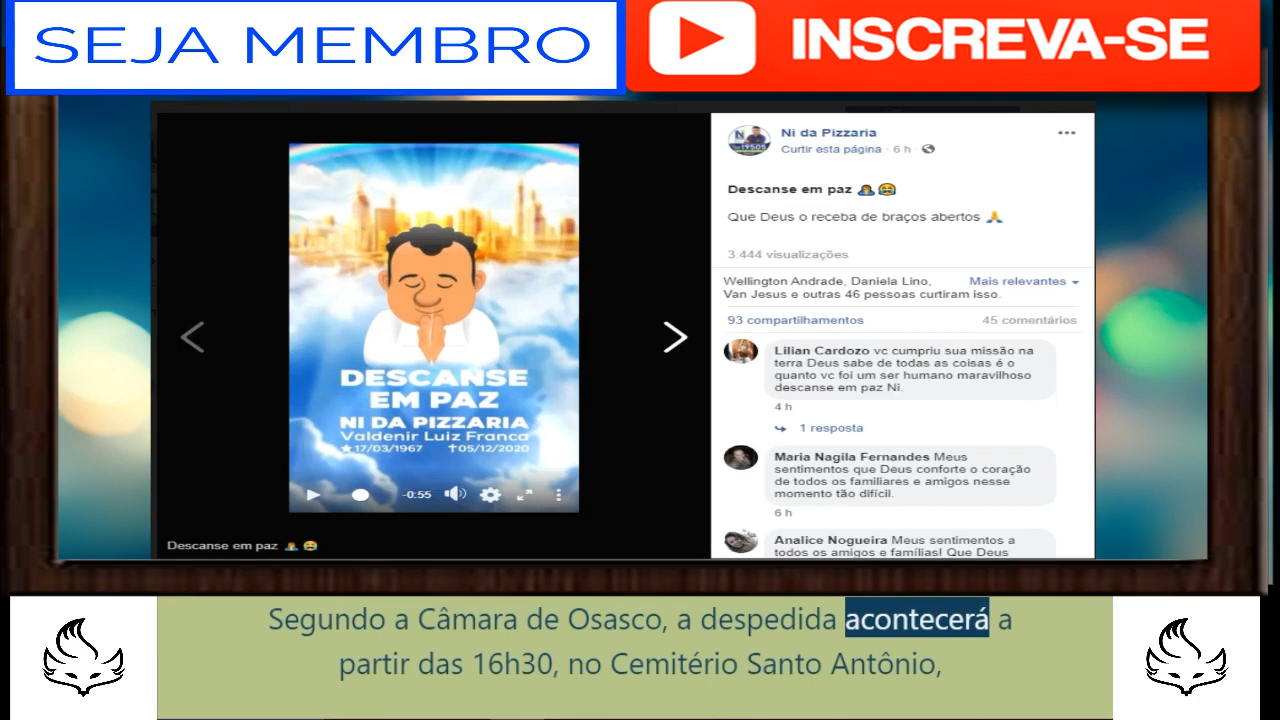 SEJA MEMBRO
INSCREVA-SE
DESCANSE
EM PAZ
NI DA PIZZARIA
Valdenir Luiz Franca
17/03/1967 05/12/2020
-0:55
Descanse em paz
Ni da Pizzaria
Curtir esta página · 6 h ·
Descanse em paz
Que Deus o receba de braços abertos
3.444 visualizações
Wellington Andrade, Daniela Lino,
Van Jesus e outras 46 pessoas curtiram isso.
Mais relevantes
93 compartilhamentos
45 comentários
Lilian Cardozo vc cumpriu sua missão na
terra Deus sabe de todas as coisas é o
quanto vc foi um ser humano maravilhoso
descanse em paz Ni.
4 h
1 resposta
Maria Nagila Fernandes Meus
sentimentos que Deus conforte o coração
de todos os familiares e amigos nesse
momento tão difícil.
6 h
Analice Nogueira Meus sentimentos a
todos os amigos e famílias! Que Deus
Segundo a Câmara de Osasco, a despedida acontecerá a
partir das 16h30, no Cemitério Santo Antônio,